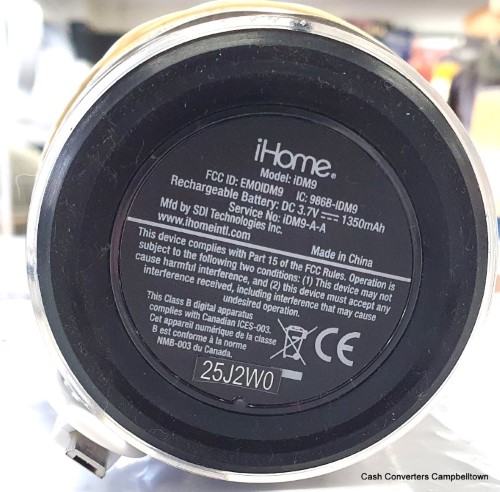 iHome®
Model: iDM9
FCC ID: EMOIDM9 IC: 986B-IDM9
Rechargeable Battery: DC 3.7V 1350mAh
Service No: iDM9-A-A
Mfd by SDI Technologies Inc.
www.ihomeintl.com Made in China
This device complies with Part 15 of the FCC Rules. Operation is
subject to the following two conditions: (1) This device may not
cause harmful interference, and (2) this device must accept any
interference received, including interference that may cause
undesired operation.
This Class B digital apparatus
complies with Canadian ICES-003.
Cet appareil numérique de la classe
B est conforme à la norme
NMB-003 du Canada.
CE
25J2W0
Cash Converters Campbelltown